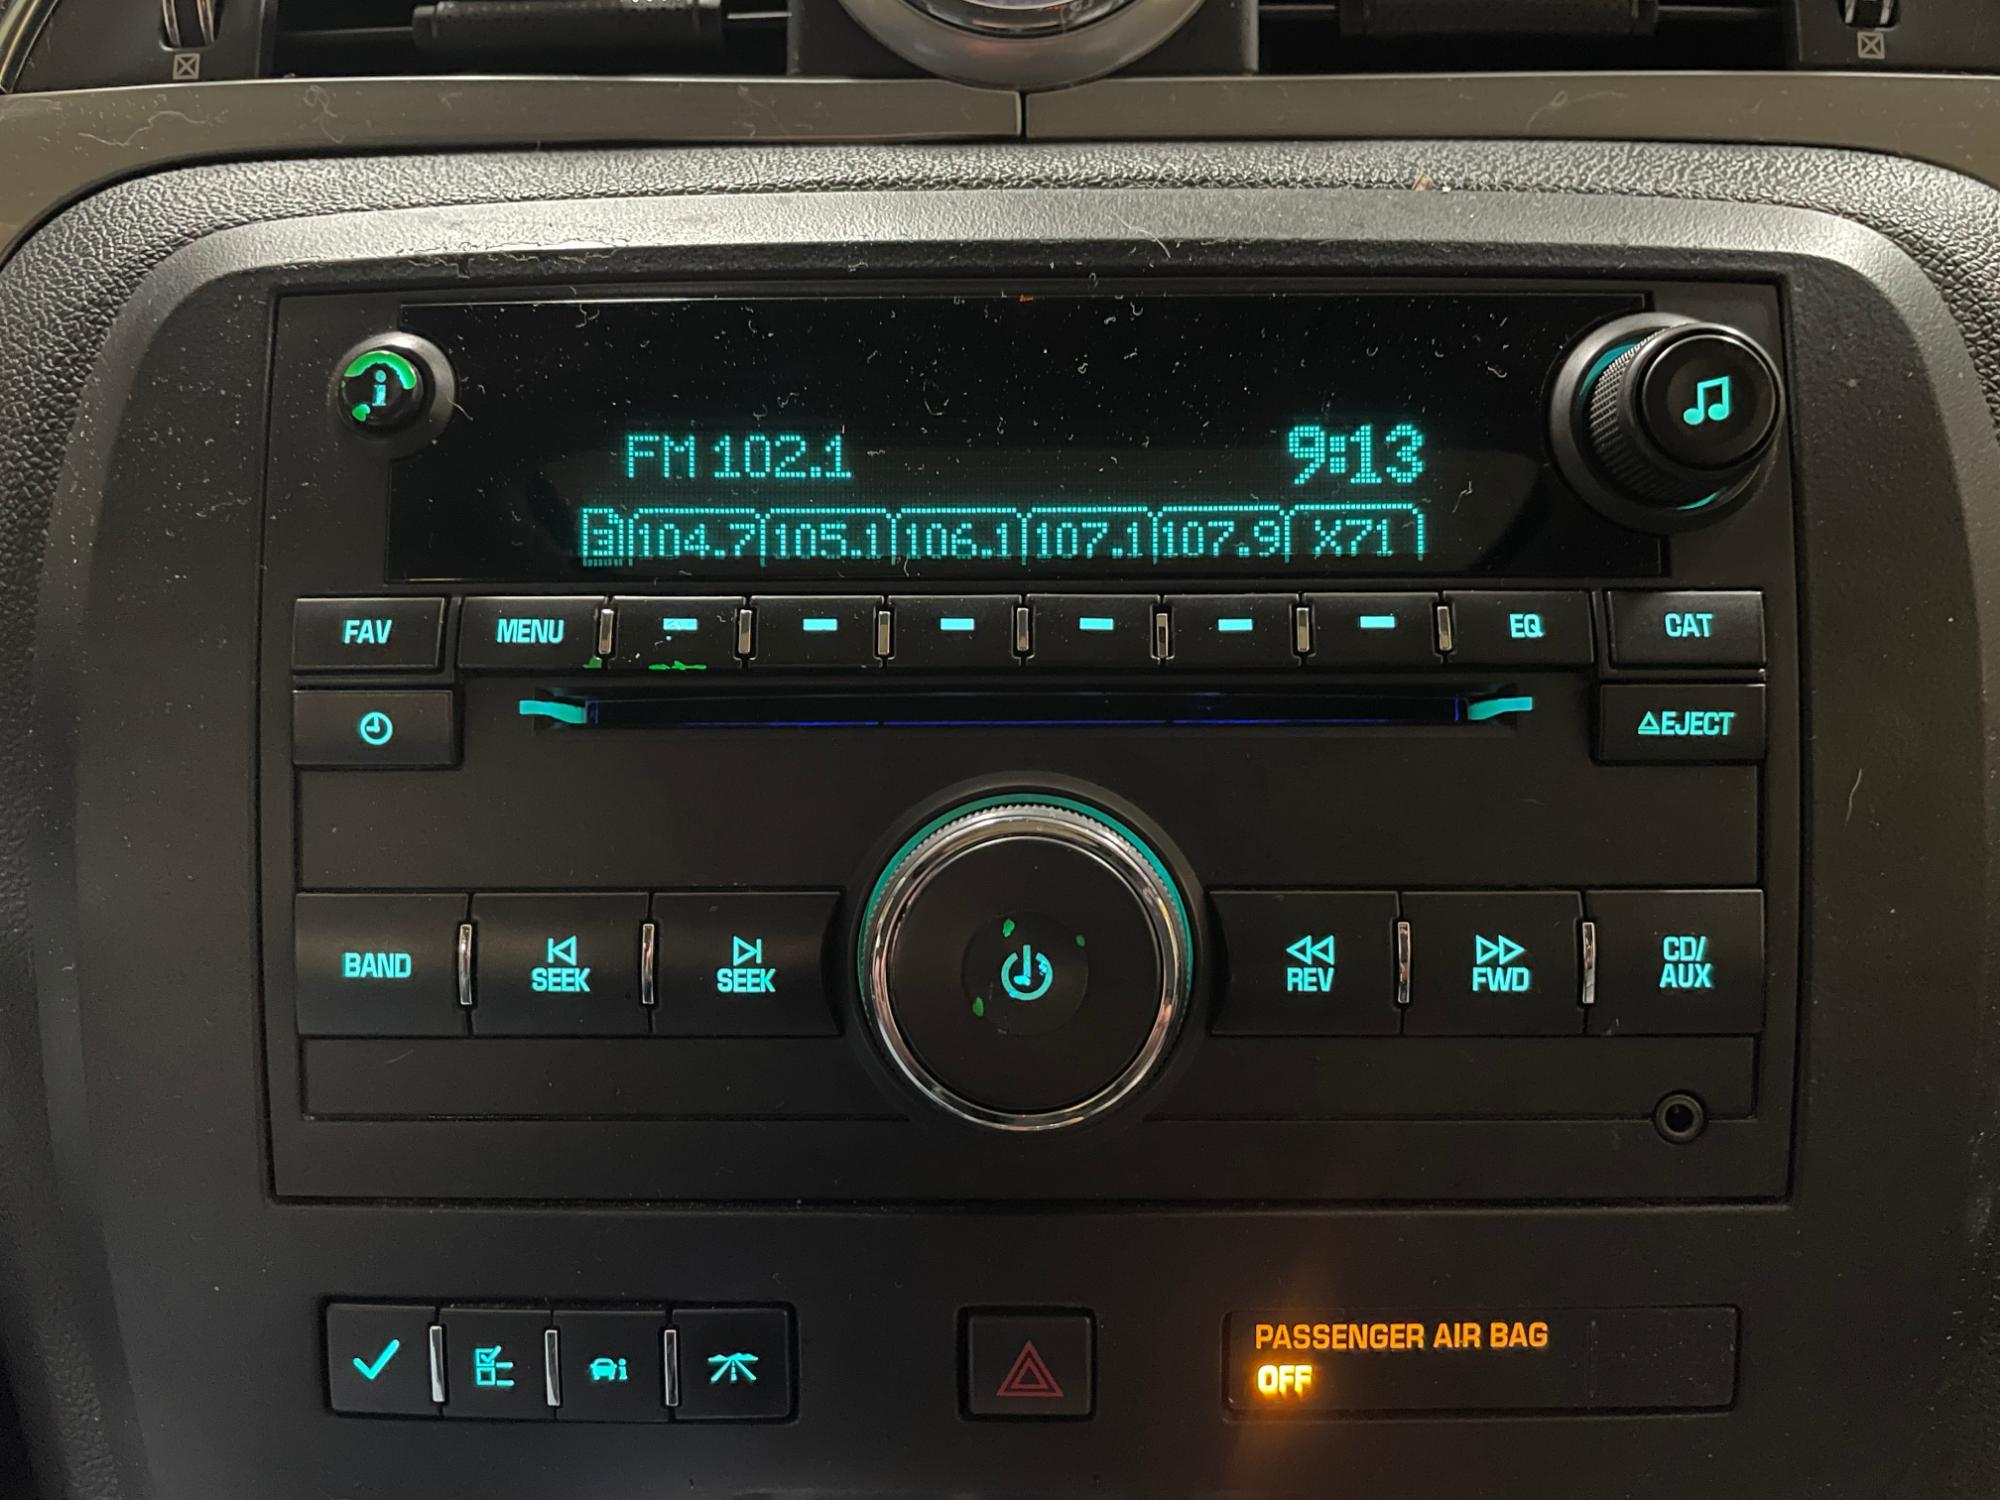 FM 102.1 9:13
3 104.7 105.1 106.1 107.1 107.9 X71
FAV MENU EQ CAT
EJECT
BAND SEEK SEEK REV FWD CD/
AUX
PASSENGER AIR BAG
OFF